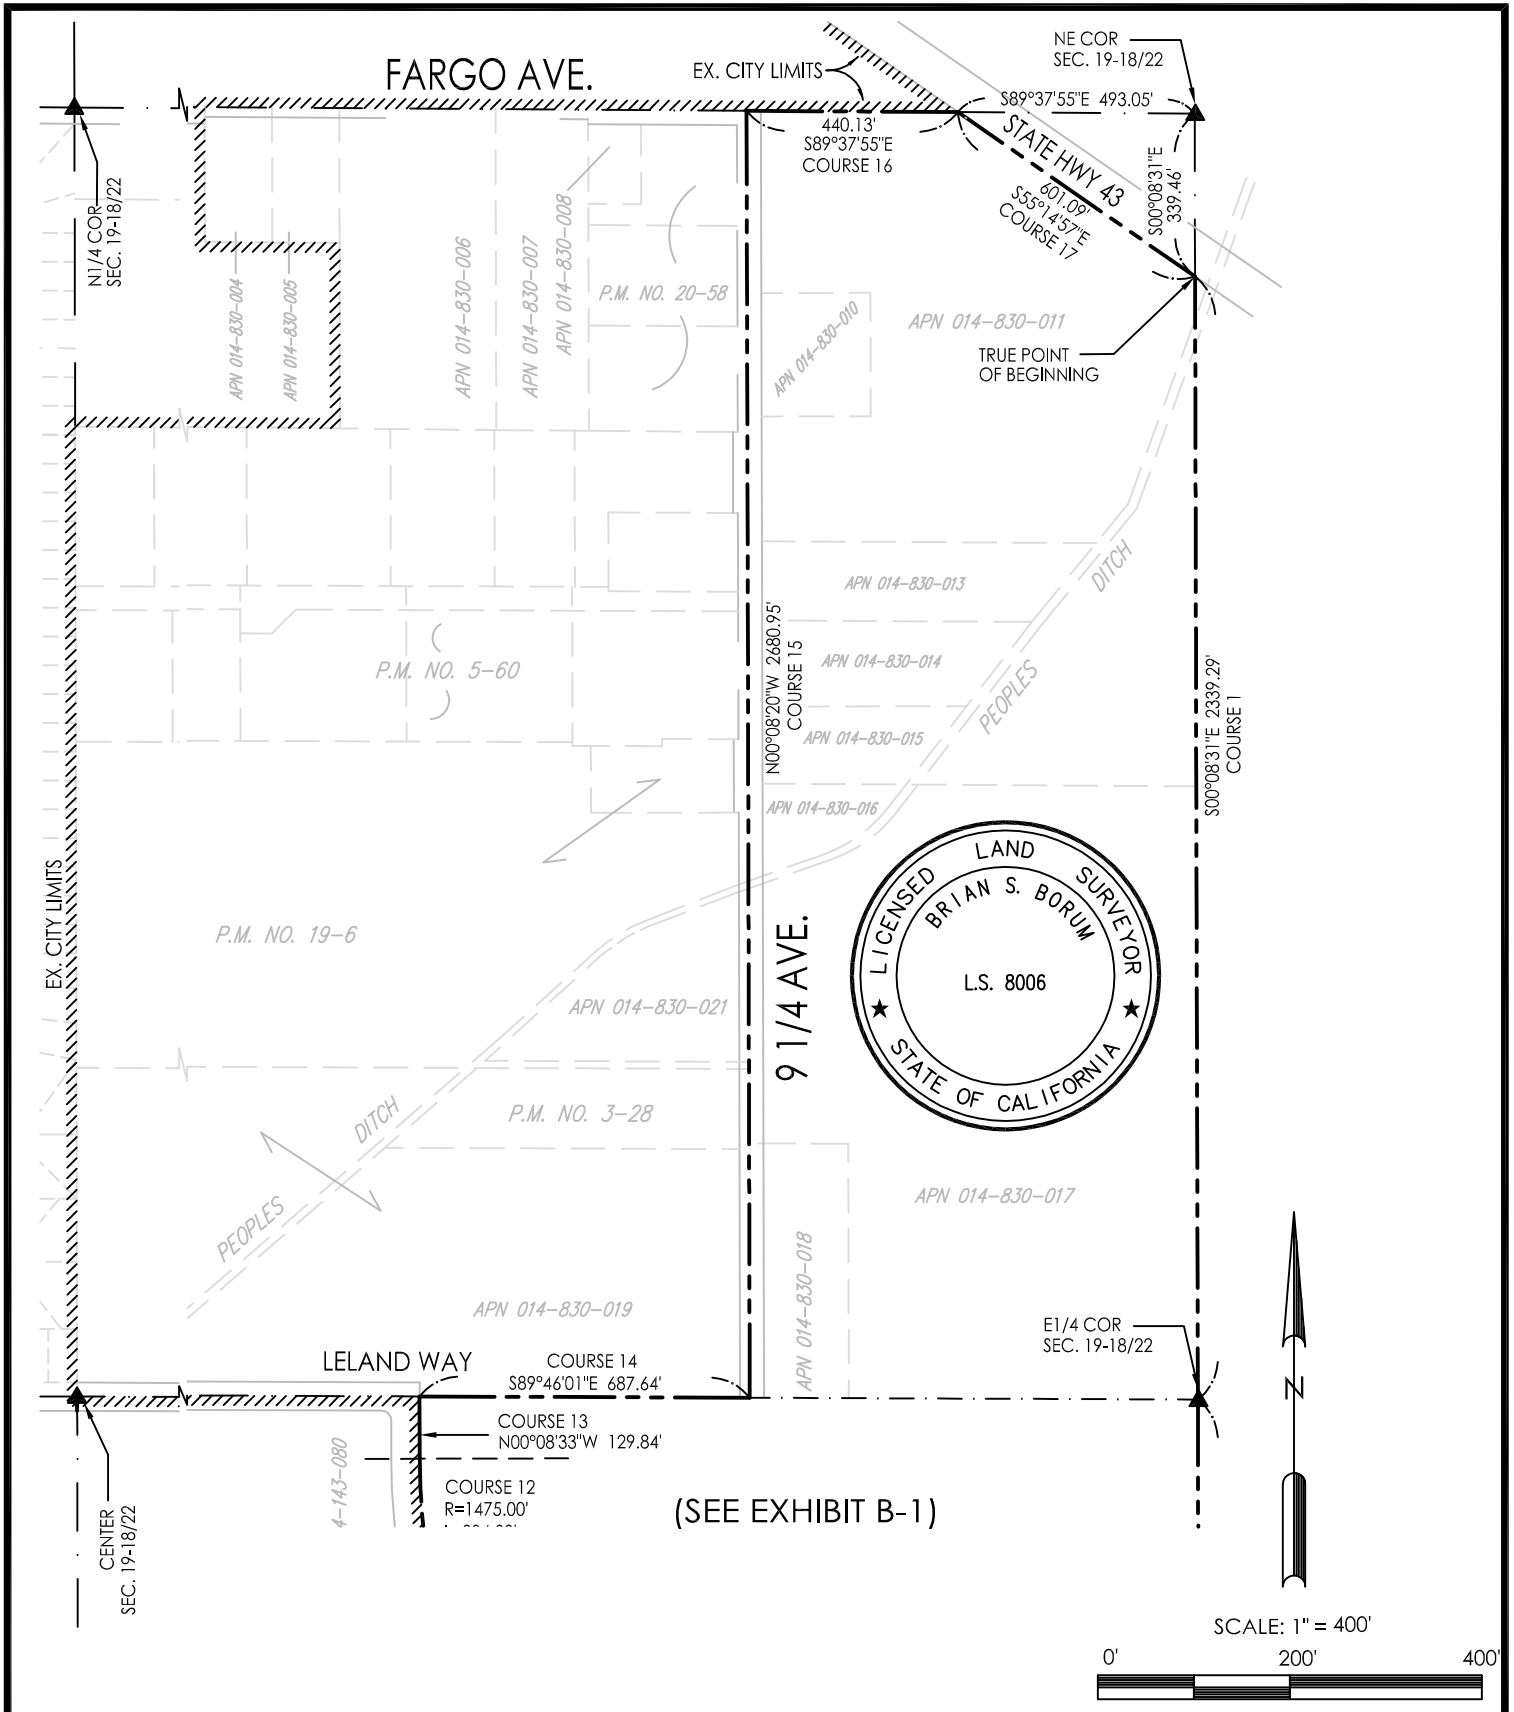 FARGO AVE.
EX. CITY LIMITS
NE COR
SEC. 19-18/22
S89°37'55"E 493.05'
440.13'
S89°37'55"E
COURSE 16
STATE HWY 43
601.09'
S55°14'57"E
COURSE 17
S00°08'31"E
339.46'
N1/4 COR
SEC. 19-18/22
APN 014-830-004
APN 014-830-005
APN 014-830-006
APN 014-830-007
APN 014-830-008
P.M. NO. 20-58
APN 014-830-010
APN 014-830-011
TRUE POINT
OF BEGINNING
DITCH
APN 014-830-013
N00°08'20"W 2680.95'
COURSE 15
P.M. NO. 5-60
APN 014-830-014
PEOPLES
APN 014-830-015
S00°08'31"E 2339.29'
COURSE 1
APN 014-830-016
LICENSED LAND SURVEYOR
BRIAN S. BORUM
L.S. 8006
STATE OF CALIFORNIA
EX. CITY LIMITS
P.M. NO. 19-6
9 1/4 AVE.
APN 014-830-021
P.M. NO. 3-28
DITCH
PEOPLES
APN 014-830-017
APN 014-830-018
APN 014-830-019
E1/4 COR
SEC. 19-18/22
LELAND WAY
COURSE 14
S89°46'01"E 687.64'
COURSE 13
N00°08'33"W 129.84'
4-143-080
COURSE 12
R=1475.00'
(SEE EXHIBIT B-1)
CENTER
SEC. 19-18/22
N
SCALE: 1" = 400'
0' 200' 400'